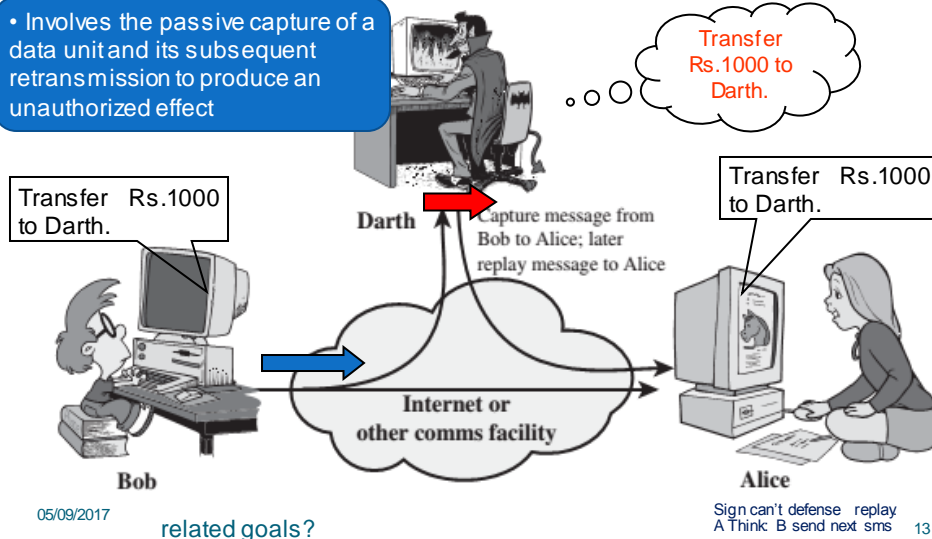 • Involves the passive capture of a
data unit and its subsequent
retransmission to produce an
unauthorized effect
Transfer
Rs.1000 to
Darth.
Transfer Rs.1000
to Darth.
Transfer Rs.1000
to Darth.
Darth
Capture message from
Bob to Alice; later
replay message to Alice
Internet or
other comms facility
Bob
Alice
05/09/2017
related goals?
Sign can't defense replay.
A Think: B send next sms
13